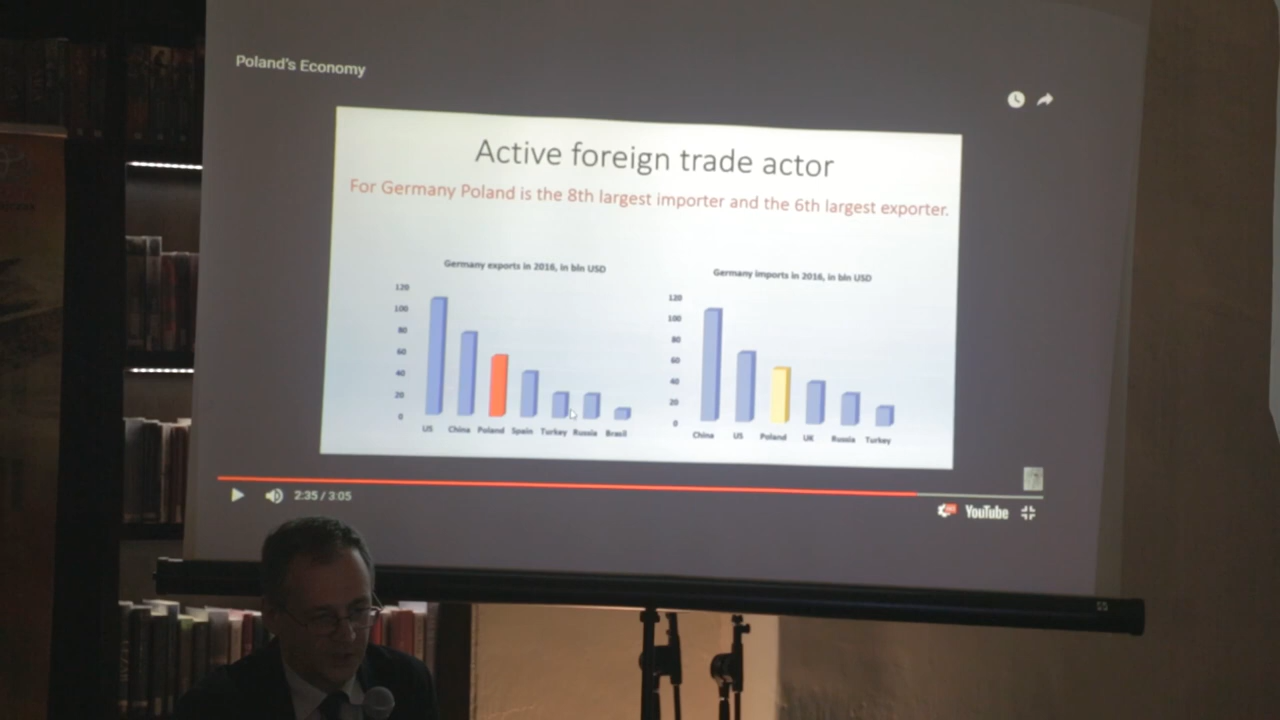 Poland's Economy
Active foreign trade actor
For Germany Poland is the 8th largest importer and the 6th largest exporter.
Germany exports in 2016, in bln USD
120
100
80
60
40
20
0
US China Poland Spain Turkey Russia Brasil
Germany imports in 2016, in bln USD
120
100
80
60
40
20
0
China US Poland UK Russia Turkey
2:35 / 3:05
YouTube